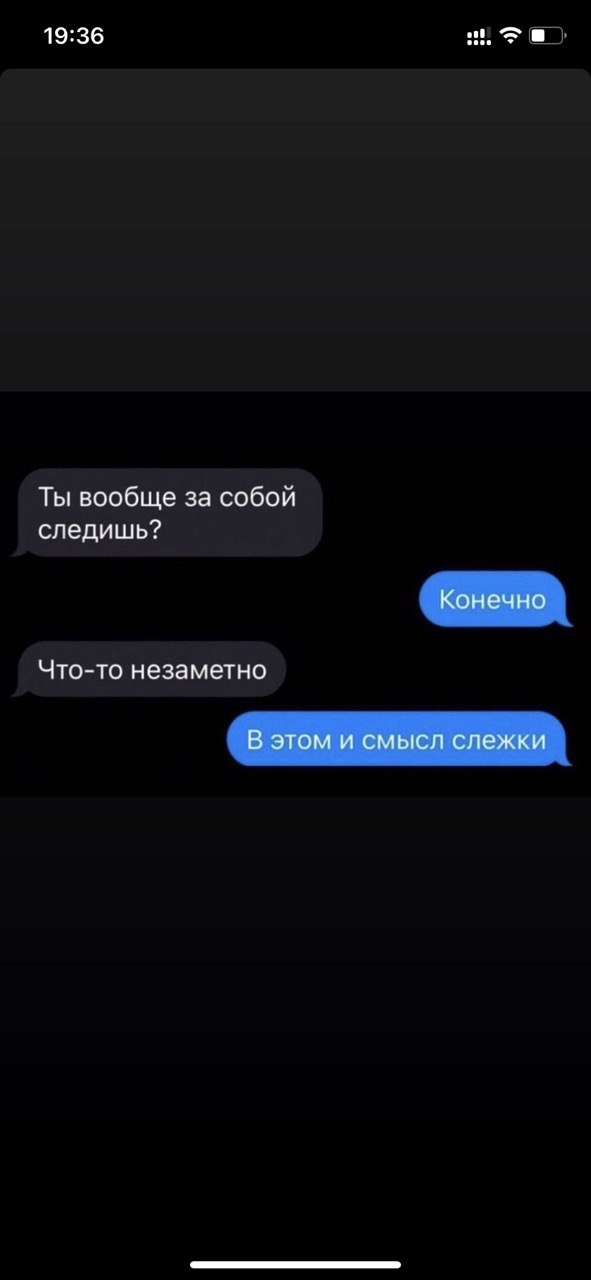 19:36
Ты вообще за собой
следишь?
Конечно
Что-то незаметно
В этом и смысл слежки